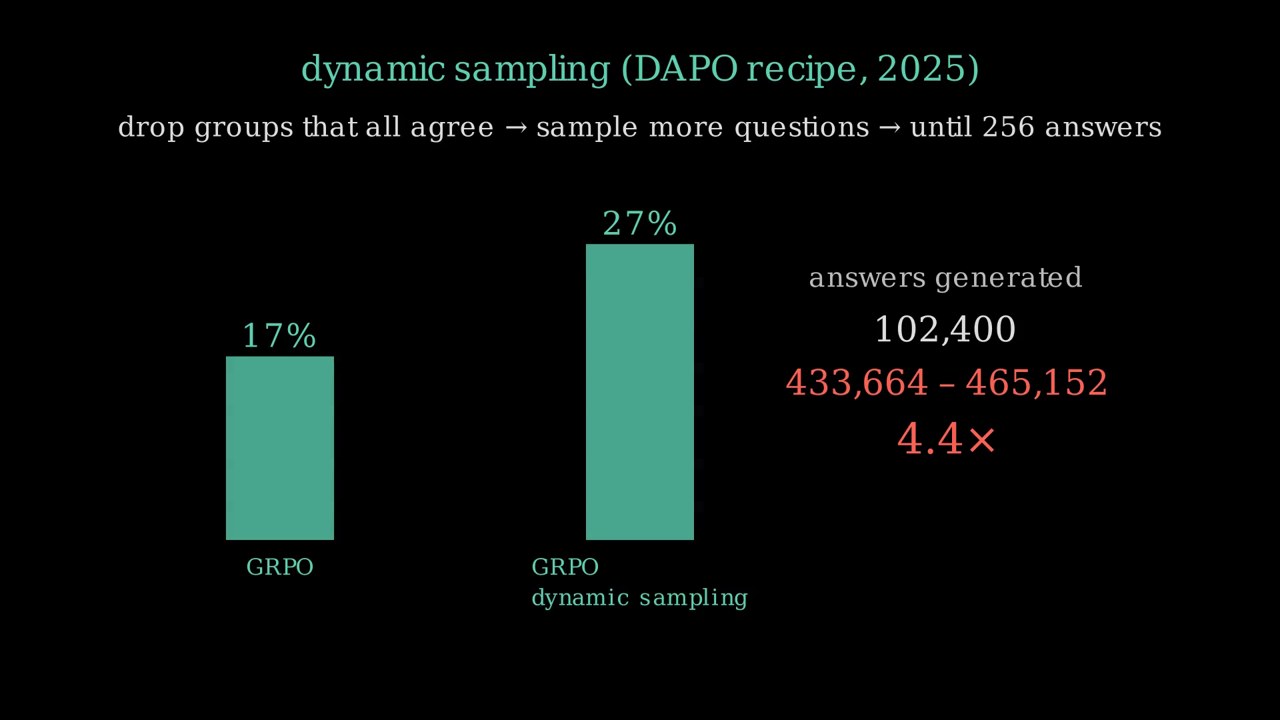 dynamic sampling (DAPO recipe, 2025)
drop groups that all agree → sample more questions → until 256 answers
17%
27%
answers generated
102,400
433,664 – 465,152
4.4×
GRPO
GRPO
dynamic sampling